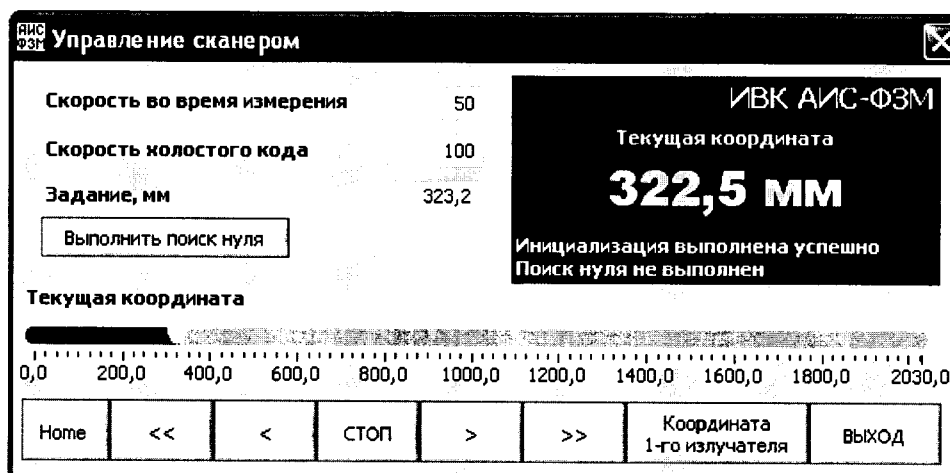 АИС
ФЗМ Управление сканером
Скорость во время измерения 50
Скорость холостого кода 100
Задание, мм 323,2
Выполнить поиск нуля
ИВК АИС-ФЗМ
Текущая координата
322,5 мм
Инициализация выполнена успешно
Поиск нуля не выполнен
Текущая координата
0,0 200,0 400,0 600,0 800,0 1000,0 1200,0 1400,0 1600,0 1800,0 2030,0
Home << < СТОП > >> Координата 1-го излучателя ВЫХОД